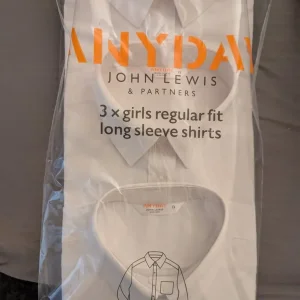 ANYDAY
JOHN LEWIS
& PARTNERS
3 x girls regular fit
long sleeve shirts